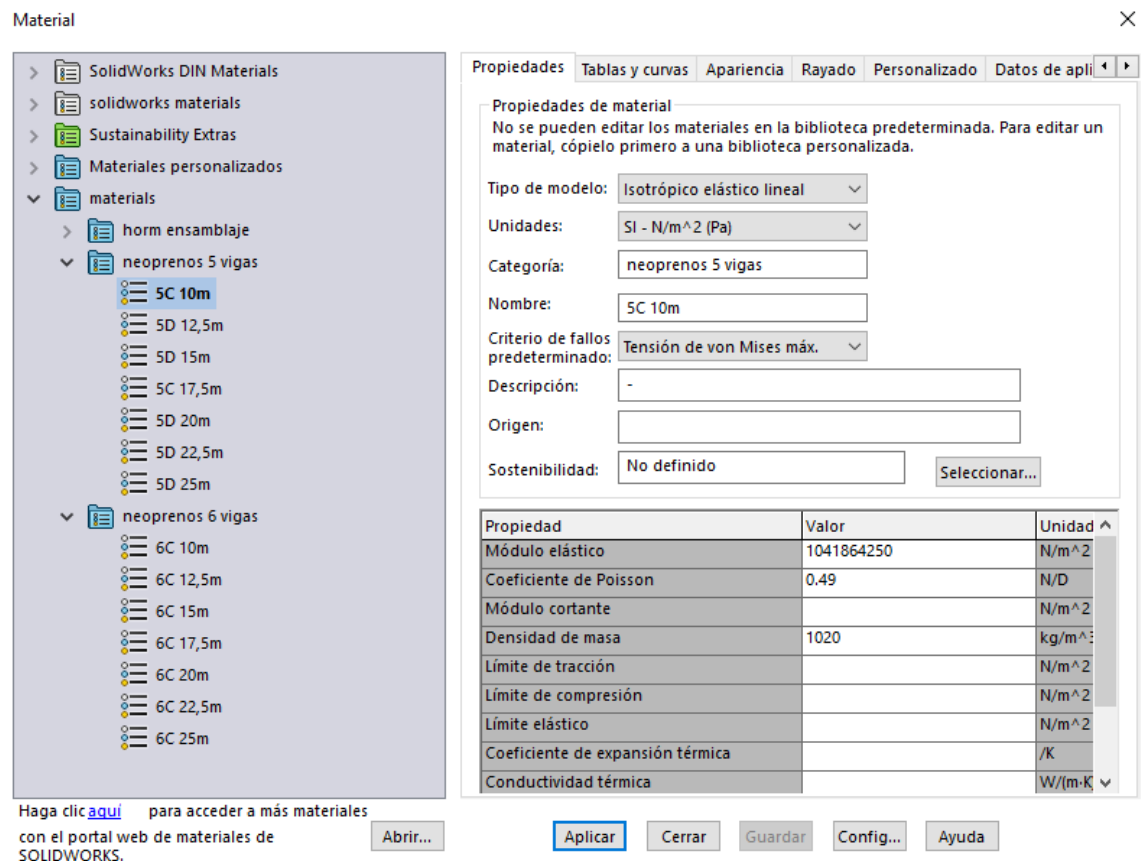 Material
SolidWorks DIN Materials
solidworks materials
Sustainability Extras
Materiales personalizados
materials
horm ensamblaje
neoprenos 5 vigas
5C 10m
5D 12,5m
5D 15m
5C 17,5m
5D 20m
5D 22,5m
5D 25m
neoprenos 6 vigas
6C 10m
6C 12,5m
6C 15m
6C 17,5m
6C 20m
6C 22,5m
6C 25m
Haga clic aquí para acceder a más materiales
con el portal web de materiales de
SOLIDWORKS.
Abrir...
Propiedades Tablas y curvas Apariencia Rayado Personalizado Datos de apli
Propiedades de material
No se pueden editar los materiales en la biblioteca predeterminada. Para editar un
material, cópielo primero a una biblioteca personalizada.
Tipo de modelo: Isotrópico elástico lineal
Unidades: SI - N/m^2 (Pa)
Categoría: neoprenos 5 vigas
Nombre: 5C 10m
Criterio de fallos
predeterminado: Tensión de von Mises máx.
Descripción: -
Origen:
Sostenibilidad: No definido Seleccionar...
Propiedad Valor Unidad
Módulo elástico 1041864250 N/m^2
Coeficiente de Poisson 0.49 N/D
Módulo cortante N/m^2
Densidad de masa 1020 kg/m^3
Límite de tracción N/m^2
Límite de compresión N/m^2
Límite elástico N/m^2
Coeficiente de expansión térmica /K
Conductividad térmica W/(m·K)
Aplicar Cerrar Guardar Config... Ayuda